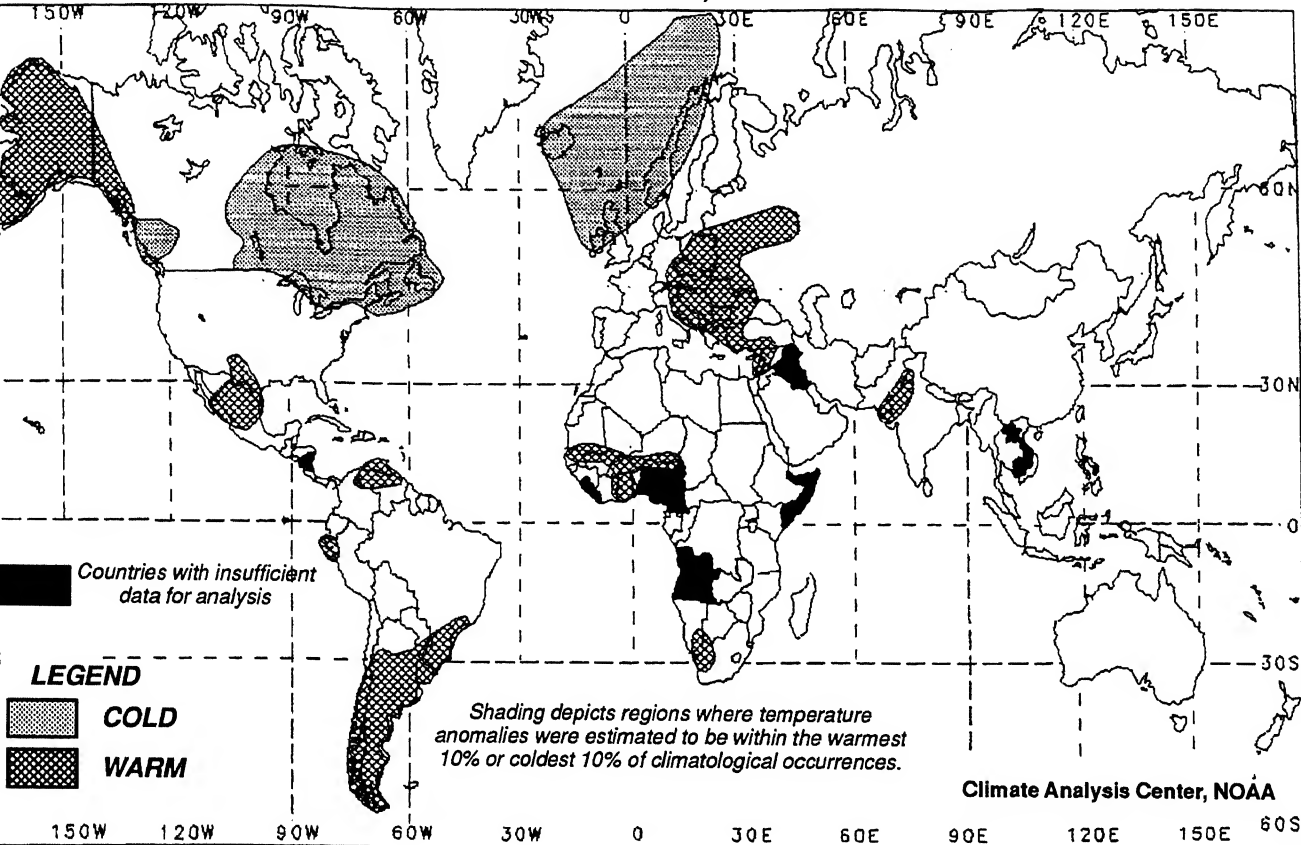 150W 120W 90W 60W 30W 0 30E 60E 90E 120E 150E
60N
30N
0
30S
Countries with insufficient
data for analysis
LEGEND
COLD
WARM
Shading depicts regions where temperature
anomalies were estimated to be within the warmest
10% or coldest 10% of climatological occurrences.
Climate Analysis Center, NOAA
60S
150W 120W 90W 60W 30W 0 30E 60E 90E 120E 150E